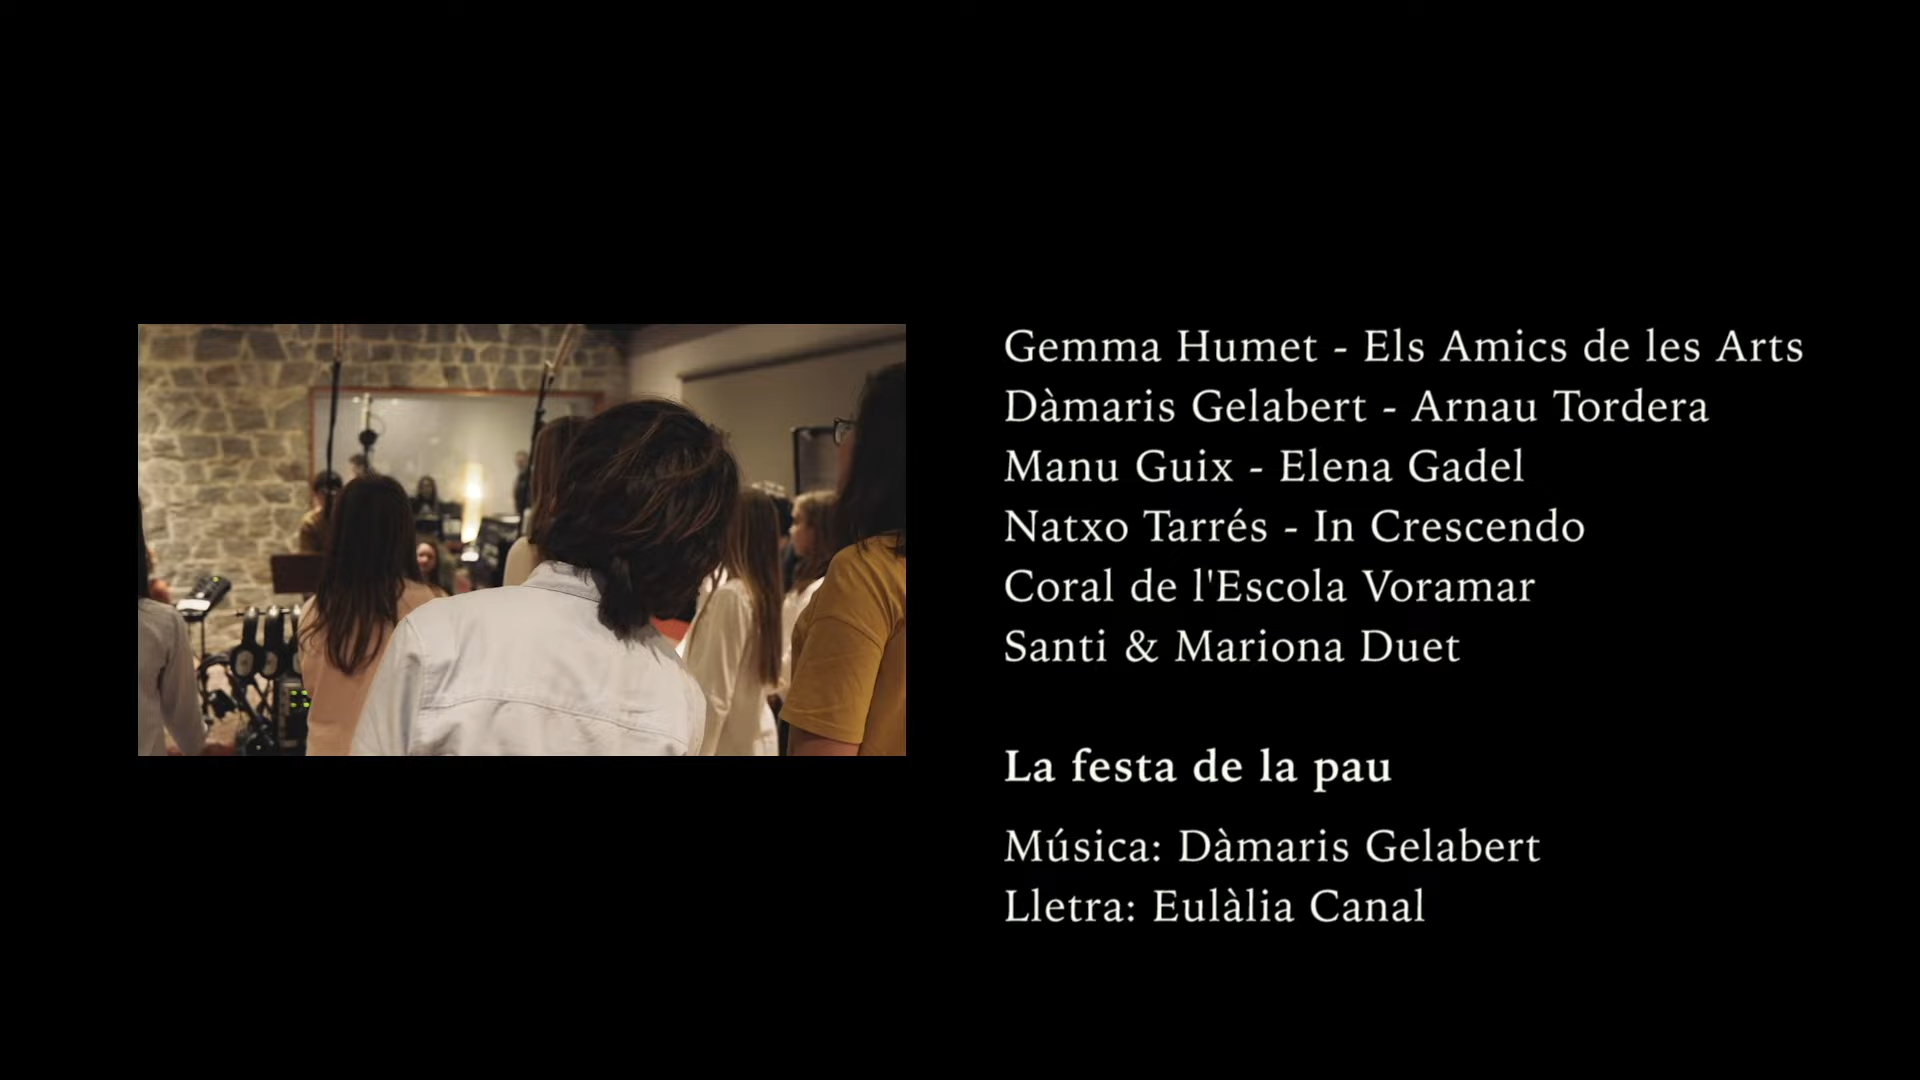 Gemma Humet - Els Amics de les Arts
Dàmaris Gelabert - Arnau Tordera
Manu Guix - Elena Gadel
Natxo Tarrés - In Crescendo
Coral de l'Escola Voramar
Santi & Mariona Duet
La festa de la pau
Música: Dàmaris Gelabert
Lletra: Eulàlia Canal